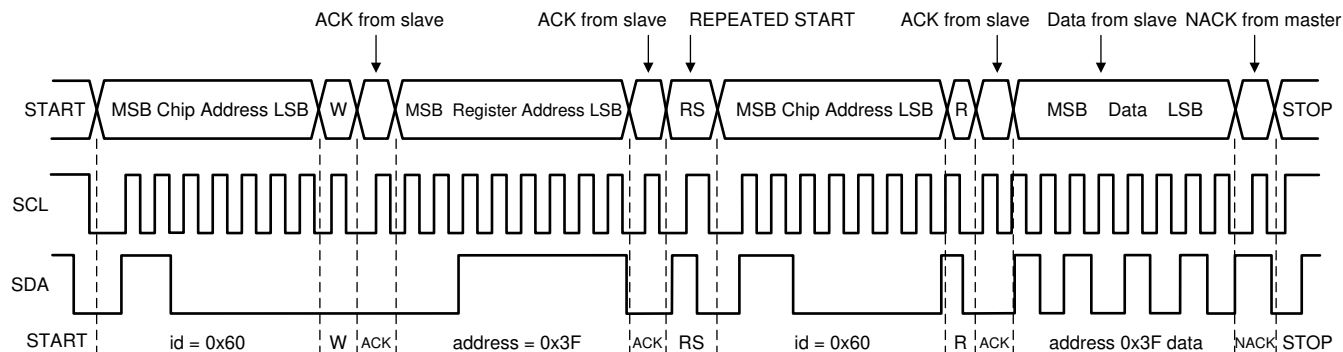 ACK from slave ACK from slave REPEATED START ACK from slave Data from slave NACK from master
START MSB Chip Address LSB W MSB Register Address LSB RS MSB Chip Address LSB R MSB Data LSB STOP
SCL
SDA
START id = 0x60 W ACK address = 0x3F ACK RS id = 0x60 R ACK address 0x3F data NACK STOP